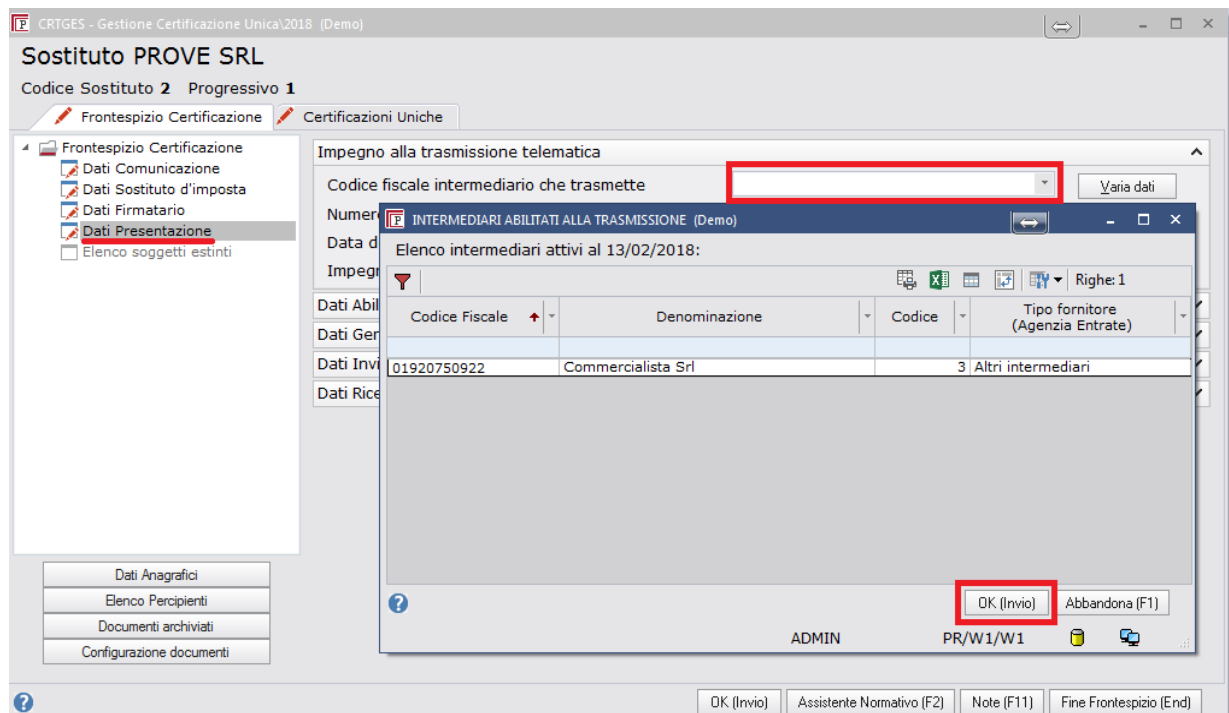 CRTGES - Gestione Certificazione Unica\2018 (Demo)
Sostituto PROVE SRL
Codice Sostituto 2 Progressivo 1
Frontespizio Certificazione
Certificazioni Uniche
Frontespizio Certificazione
Dati Comunicazione
Dati Sostituto d'imposta
Dati Firmatario
Dati Presentazione
Elenco soggetti estinti
Dati Anagrafici
Elenco Percipienti
Documenti archiviati
Configurazione documenti
Impegno alla trasmissione telematica
Codice fiscale intermediario che trasmette
Varia dati
Numer
Data d
Impegn
Dati Abil
Dati Ger
Dati Invi
Dati Rice
INTERMEDIARI ABILITATI ALLA TRASMISSIONE (Demo)
Elenco intermediari attivi al 13/02/2018:
Righe: 1
Codice Fiscale Denominazione Codice Tipo fornitore
(Agenzia Entrate)
01920750922 Commercialista Srl 3 Altri intermediari
OK (Invio) Abbandona (F1)
ADMIN PR/W1/W1
OK (Invio) Assistente Normativo (F2) Note (F11) Fine Frontespizio (End)